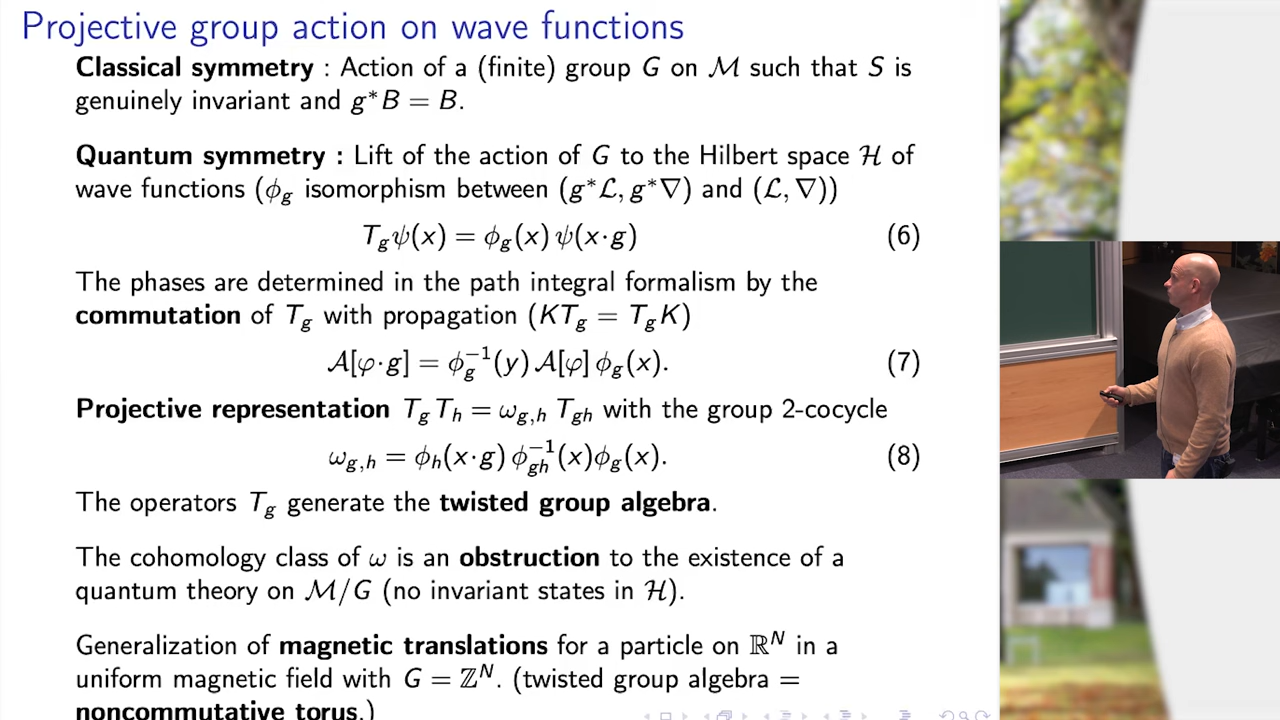 Projective group action on wave functions
Classical symmetry : Action of a (finite) group G on ℳ such that S is
genuinely invariant and g*B = B.
Quantum symmetry : Lift of the action of G to the Hilbert space ℋ of
wave functions (ϕ_g isomorphism between (g*ℒ, g*∇) and (ℒ, ∇))
T_gψ(x) = ϕ_g(x) ψ(x·g) (6)
The phases are determined in the path integral formalism by the
commutation of T_g with propagation (KT_g = T_gK)
𝒜[φ·g] = ϕ_g^{-1}(y) 𝒜[φ] ϕ_g(x). (7)
Projective representation T_g T_h = ω_{g,h} T_{gh} with the group 2-cocycle
ω_{g,h} = ϕ_h(x·g) ϕ_{gh}^{-1}(x)ϕ_g(x). (8)
The operators T_g generate the twisted group algebra.
The cohomology class of ω is an obstruction to the existence of a
quantum theory on ℳ/G (no invariant states in ℋ).
Generalization of magnetic translations for a particle on ℝ^N in a
uniform magnetic field with G = ℤ^N. (twisted group algebra =
noncommutative torus.)